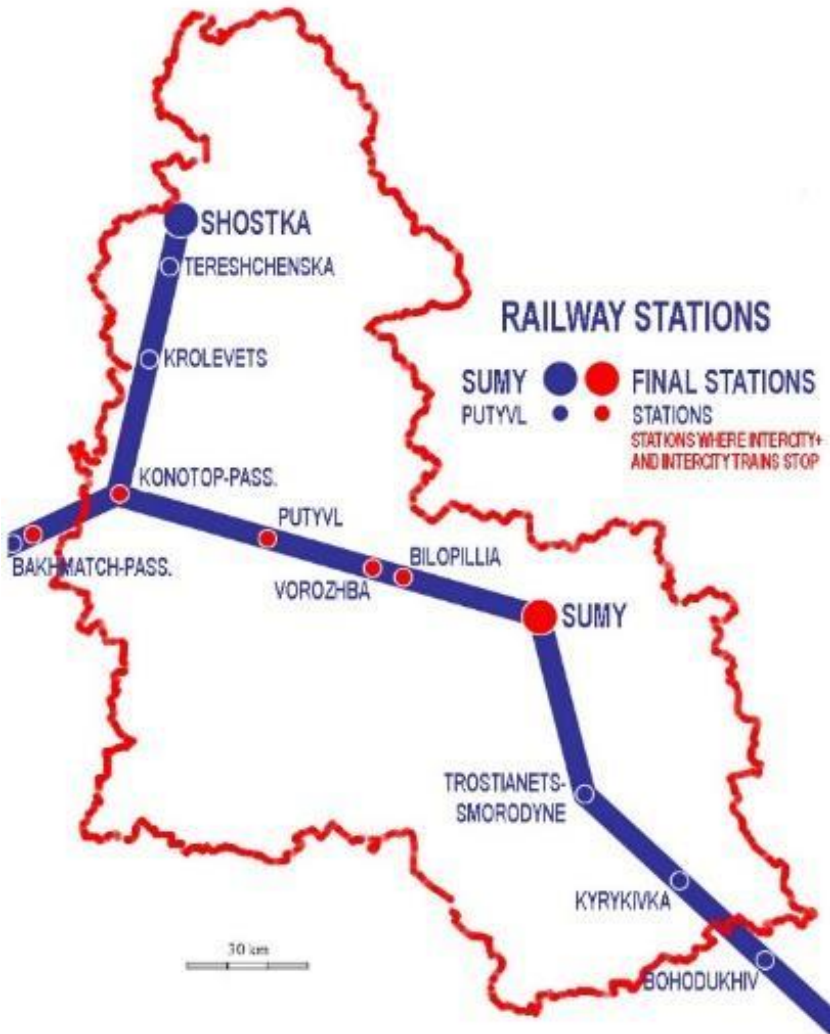 SHOSTKA
TERESHCHENSKA
KROLEVETS
RAILWAY STATIONS
SUMY FINAL STATIONS
PUTYVL STATIONS
STATIONS WHERE INTERCITY+
AND INTERCITY TRAINS STOP
KONOTOP-PASS.
PUTYVL
BAKHMATCH-PASS.
BILOPILLIA
VOROZHBA
SUMY
TROSTIANETS-
SMORODYNE
KYRYKIVKA
30 km
BOHODUKHIV